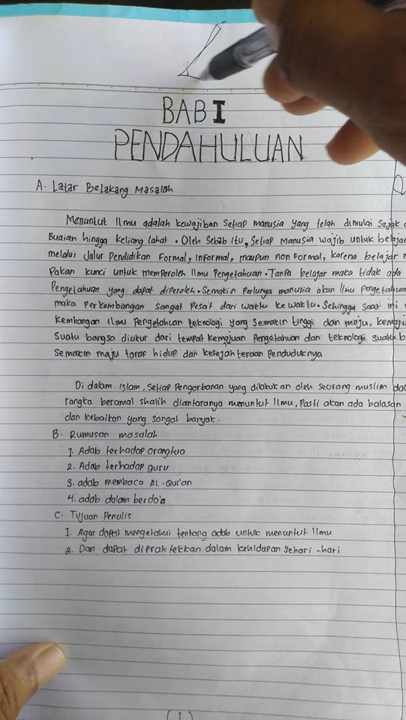 BAB I
PENDAHULUAN
A. Latar Belakang Masalah
Menuntut Ilmu adalah kewajiban Setiap manusia yang telah dimulai Sejak
Buaian hingga keliang lahat. Oleh Sebab Itu, Setiap Manusia wajib untuk belajar
melalui Jalur Pendidikan Formal, Informal, maupun non Formal, karena belajar
Pakan kunci untuk memperoleh Ilmu Pengetahuan. Tanpa belajar maka tidak ada
Pengetahuan yang dapat diperoleh. Semakin Perlunya manusia akan Ilmu Pengetahuan
maka Perkembangan Sangat Pesat dari waktu ke waktu. Sehingga Saat ini
kembangan Ilmu Pengetahuan teknologi yang Semakin tinggi dan maju, kemaju
Suatu bangsa diukur dari tempat kemajuan Pengetahuan dan teknologi suatu b
Semakin maju taraf hidup dan kesejahteraan Penduduknya
Di dalam Islam, Setiap Pengorbanan yang dilakukan oleh Seorang muslim dal
rangka beramal Shalih diantaranya menuntut Ilmu, Pasti akan ada balasan
dan kebaikan yang sangat banyak.
B. Rumusan masalah
1. Adab terhadap orangtua
2. Adab terhadap guru
3. adab membaca AL-Qur'an
4. adab dalam berdo'a
C. Tujuan Penulis
1. Agar dapat mengetahui tentang adab untuk menuntut Ilmu
2. Dan dapat dipraktekkan dalam kehidapan Sehari-hari
1